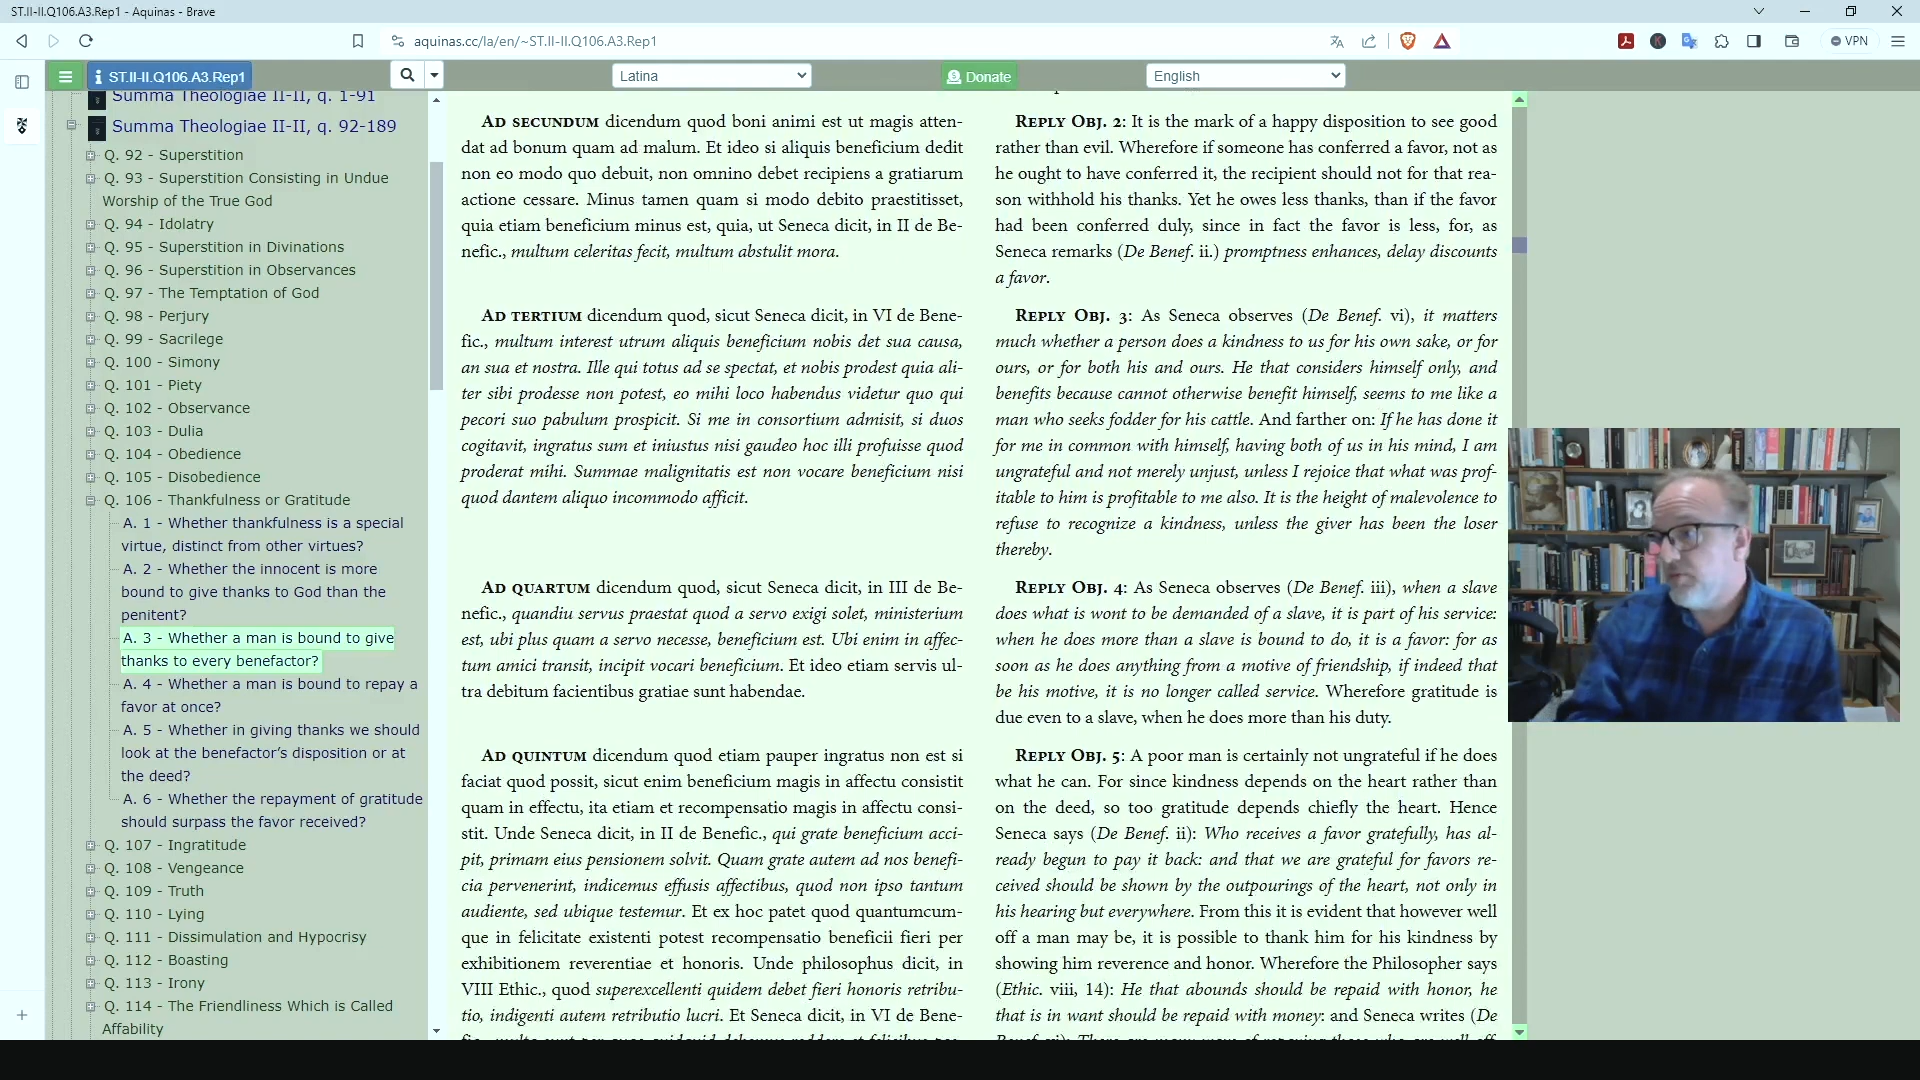 ST.II-II.Q106.A3.Rep1 - Aquinas - Brave
aquinas.cc/la/en/~ST.II-II.Q106.A3.Rep1
VPN
ST.II-II.Q106.A3.Rep1
Latina
Donate
English
Summa Theologiae II-II, q. 1-91
Summa Theologiae II-II, q. 92-189
Q. 92 - Superstition
Q. 93 - Superstition Consisting in Undue
Worship of the True God
Q. 94 - Idolatry
Q. 95 - Superstition in Divinations
Q. 96 - Superstition in Observances
Q. 97 - The Temptation of God
Q. 98 - Perjury
Q. 99 - Sacrilege
Q. 100 - Simony
Q. 101 - Piety
Q. 102 - Observance
Q. 103 - Dulia
Q. 104 - Obedience
Q. 105 - Disobedience
Q. 106 - Thankfulness or Gratitude
A. 1 - Whether thankfulness is a special
virtue, distinct from other virtues?
A. 2 - Whether the innocent is more
bound to give thanks to God than the
penitent?
A. 3 - Whether a man is bound to give
thanks to every benefactor?
A. 4 - Whether a man is bound to repay a
favor at once?
A. 5 - Whether in giving thanks we should
look at the benefactor’s disposition or at
the deed?
A. 6 - Whether the repayment of gratitude
should surpass the favor received?
Q. 107 - Ingratitude
Q. 108 - Vengeance
Q. 109 - Truth
Q. 110 - Lying
Q. 111 - Dissimulation and Hypocrisy
Q. 112 - Boasting
Q. 113 - Irony
Q. 114 - The Friendliness Which is Called
Affability
AD SECUNDUM dicendum quod boni animi est ut magis atten-
dat ad bonum quam ad malum. Et ideo si aliquis beneficium dedit
non eo modo quo debuit, non omnino debet recipiens a gratiarum
actione cessare. Minus tamen quam si modo debito praestitisset,
quia etiam beneficium minus est, quia, ut Seneca dicit, in II de Be-
nefic., multum celeritas fecit, multum abstulit mora.
AD TERTIUM dicendum quod, sicut Seneca dicit, in VI de Bene-
fic., multum interest utrum aliquis beneficium nobis det sua causa,
an sua et nostra. Ille qui totus ad se spectat, et nobis prodest quia ali-
ter sibi prodesse non potest, eo mihi loco habendus videtur quo qui
pecori suo pabulum prospicit. Si me in consortium admisit, si duos
cogitavit, ingratus sum et iniustus nisi gaudeo hoc illi profuisse quod
proderat mihi. Summae malignitatis est non vocare beneficium nisi
quod dantem aliquo incommodo afficit.
AD QUARTUM dicendum quod, sicut Seneca dicit, in III de Be-
nefic., quandiu servus praestat quod a servo exigi solet, ministerium
est, ubi plus quam a servo necesse, beneficium est. Ubi enim in affec-
tum amici transit, incipit vocari beneficium. Et ideo etiam servis ul-
tra debitum facientibus gratiae sunt habendae.
AD QUINTUM dicendum quod etiam pauper ingratus non est si
faciat quod possit, sicut enim beneficium magis in affectu consistit
quam in effectu, ita etiam et recompensatio magis in affectu consi-
stit. Unde Seneca dicit, in II de Benefic., qui grate beneficium acci-
pit, primam eius pensionem solvit. Quam grate autem ad nos benefi-
cia pervenerint, indicemus effusis affectibus, quod non ipso tantum
audiente, sed ubique testemur. Et ex hoc patet quod quantumcum-
que in felicitate existenti potest recompensatio beneficii fieri per
exhibitionem reverentiae et honoris. Unde philosophus dicit, in
VIII Ethic., quod superexcellenti quidem debet fieri honoris retribu-
tio, indigenti autem retributio lucri. Et Seneca dicit, in VI de Bene-
REPLY OBJ. 2: It is the mark of a happy disposition to see good
rather than evil. Wherefore if someone has conferred a favor, not as
he ought to have conferred it, the recipient should not for that rea-
son withhold his thanks. Yet he owes less thanks, than if the favor
had been conferred duly, since in fact the favor is less, for, as
Seneca remarks (De Benef. ii.) promptness enhances, delay discounts
a favor.
REPLY OBJ. 3: As Seneca observes (De Benef. vi), it matters
much whether a person does a kindness to us for his own sake, or for
ours, or for both his and ours. He that considers himself only, and
benefits because cannot otherwise benefit himself, seems to me like a
man who seeks fodder for his cattle. And farther on: If he has done it
for me in common with himself, having both of us in his mind, I am
ungrateful and not merely unjust, unless I rejoice that what was prof-
itable to him is profitable to me also. It is the height of malevolence to
refuse to recognize a kindness, unless the giver has been the loser
thereby.
REPLY OBJ. 4: As Seneca observes (De Benef. iii), when a slave
does what is wont to be demanded of a slave, it is part of his service:
when he does more than a slave is bound to do, it is a favor: for as
soon as he does anything from a motive of friendship, if indeed that
be his motive, it is no longer called service. Wherefore gratitude is
due even to a slave, when he does more than his duty.
REPLY OBJ. 5: A poor man is certainly not ungrateful if he does
what he can. For since kindness depends on the heart rather than
on the deed, so too gratitude depends chiefly the heart. Hence
Seneca says (De Benef. ii): Who receives a favor gratefully, has al-
ready begun to pay it back: and that we are grateful for favors re-
ceived should be shown by the outpourings of the heart, not only in
his hearing but everywhere. From this it is evident that however well
off a man may be, it is possible to thank him for his kindness by
showing him reverence and honor. Wherefore the Philosopher says
(Ethic. viii, 14): He that abounds should be repaid with honor, he
that is in want should be repaid with money: and Seneca writes (De